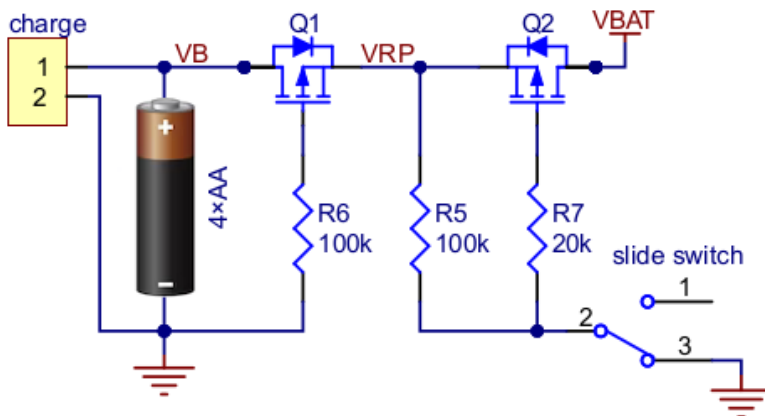 charge
1
2
VB
Q1
VRP
Q2
VBAT
+
4×AA
R6
100k
R5
100k
R7
20k
slide switch
1
2
3